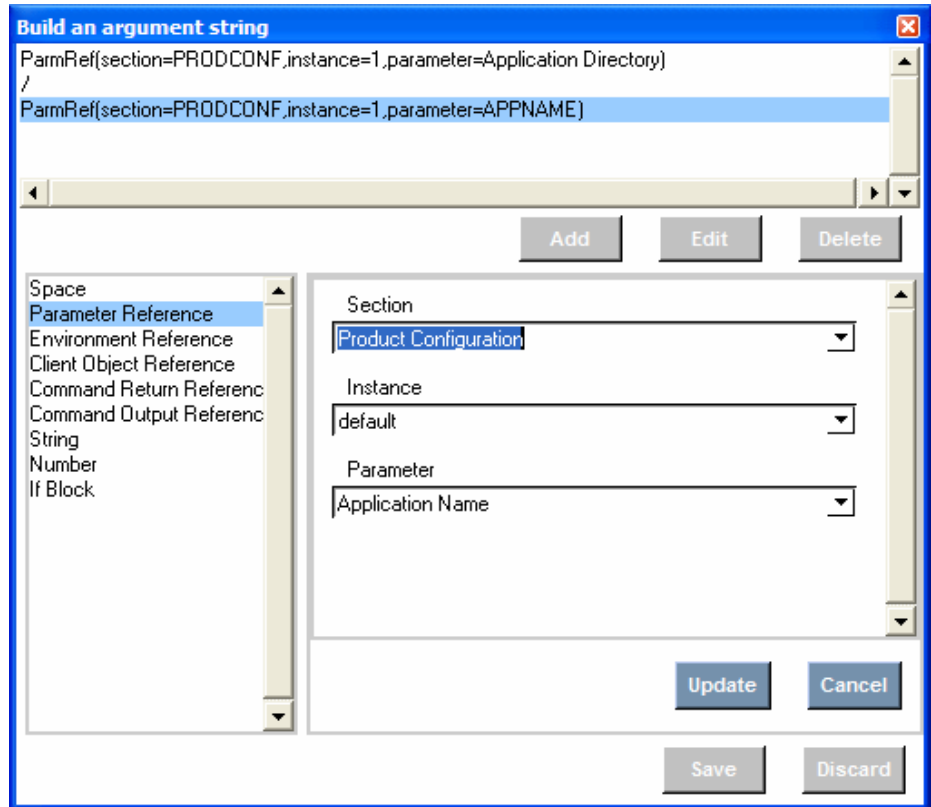 Build an argument string
ParmRef(section=PRODCONF,instance=1,parameter=Application Directory)
/
ParmRef(section=PRODCONF,instance=1,parameter=APPNAME)
Add Edit Delete
Space
Parameter Reference
Environment Reference
Client Object Reference
Command Return Referenc
Command Output Referenc
String
Number
If Block
Section
Product Configuration
Instance
default
Parameter
Application Name
Update Cancel
Save Discard